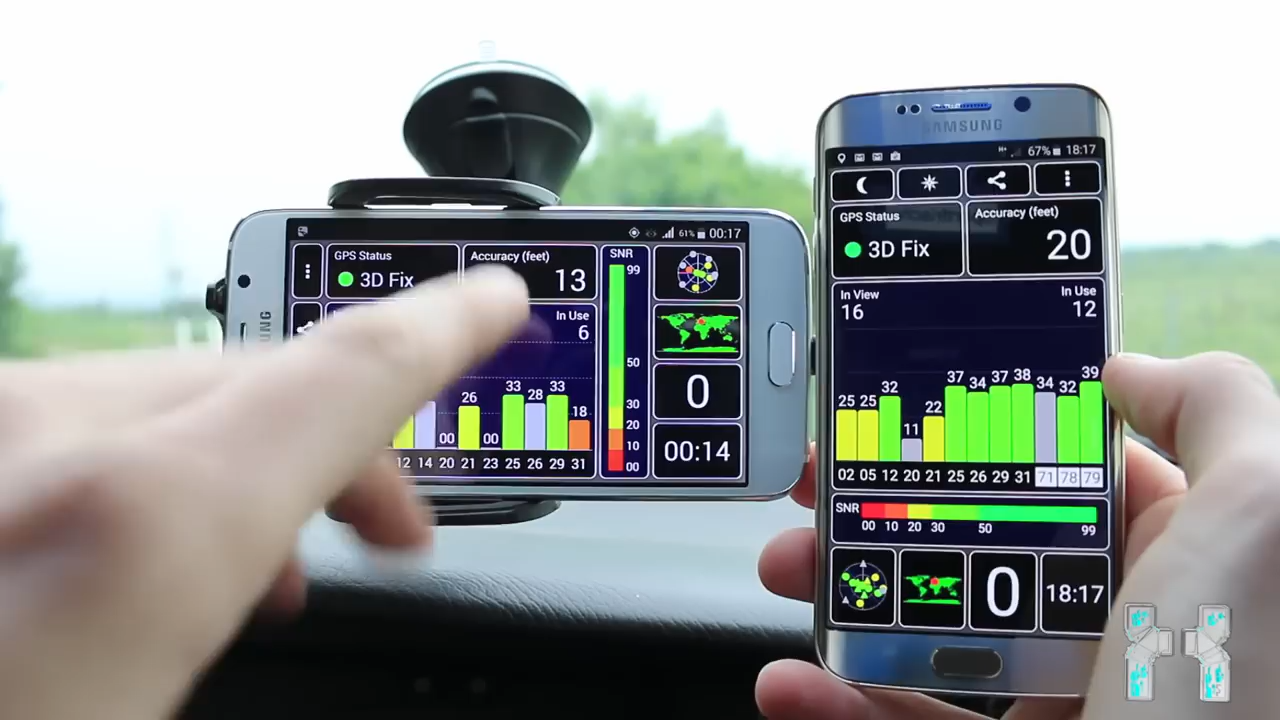 61% 00:17
GPS Status
3D Fix
Accuracy (feet)
13
In Use
6
26
00
00
33
28
33
18
12 14 20 21 23 25 26 29 31
SNR
99
50
30
20
10
00
0
00:14
SAMSUNG
67% 18:17
GPS Status
3D Fix
Accuracy (feet)
20
In View
16
In Use
12
25 25 32 11 22 37 34 37 38 34 32 39
02 05 12 20 21 25 26 29 31 71 78 79
SNR
00 10 20 30 50 99
0
18:17